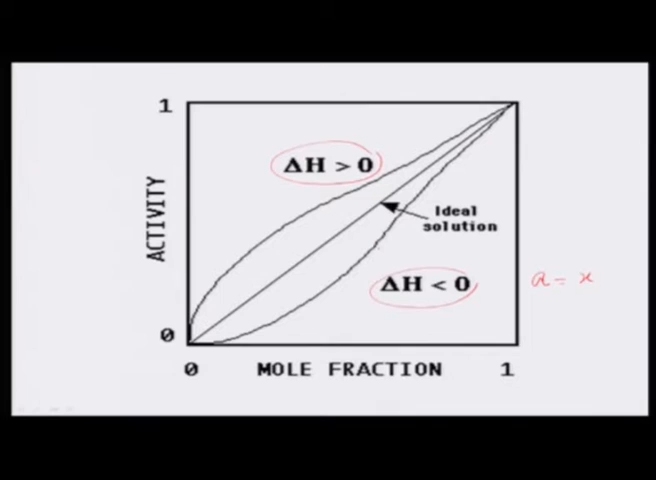 1
ΔH > 0
ACTIVITY
Ideal
solution
ΔH < 0
a = x
0
0 MOLE FRACTION 1